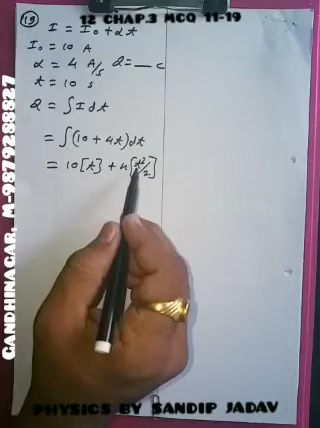 12 CHAP.3 MCQ 11-19
(19) I = I₀ + αt
I₀ = 10 A
α = 4 A/s Q = __ C
t = 10 s
Q = ∫ I dt
= ∫(10 + 4t)dt
= 10[t] + 4[t²/2]
GANDHINAGAR, M-9879288827
PHYSICS BY SANDIP JADAV